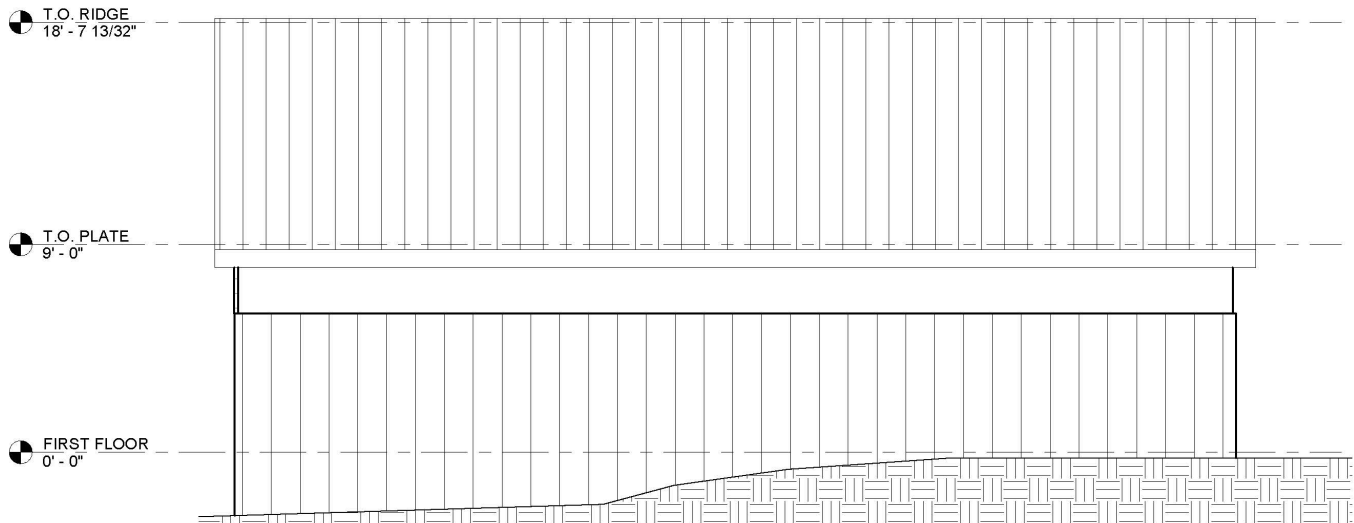 T.O. RIDGE
18' - 7 13/32"
T.O. PLATE
9' - 0"
FIRST FLOOR
0' - 0"